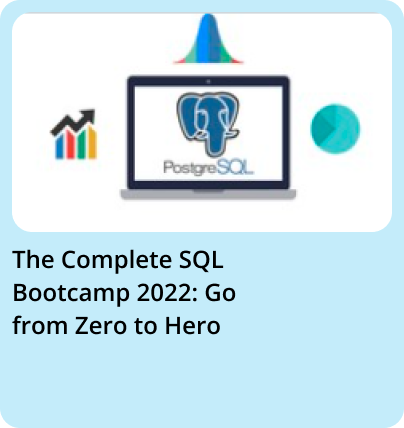 PostgreSQL
The Complete SQL
Bootcamp 2022: Go
from Zero to Hero